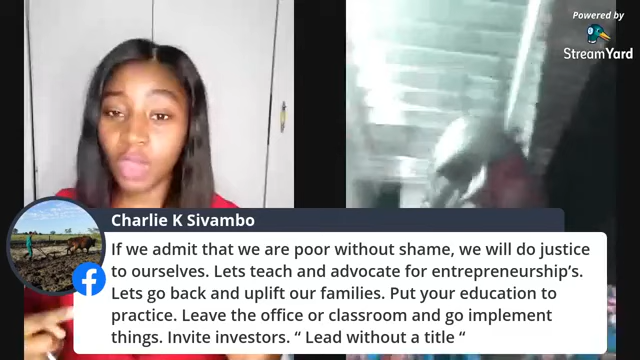 Powered by
StreamYard
Charlie K Sivambo
If we admit that we are poor without shame, we will do justice
to ourselves. Lets teach and advocate for entrepreneurship’s.
Lets go back and uplift our families. Put your education to
practice. Leave the office or classroom and go implement
things. Invite investors. “ Lead without a title “